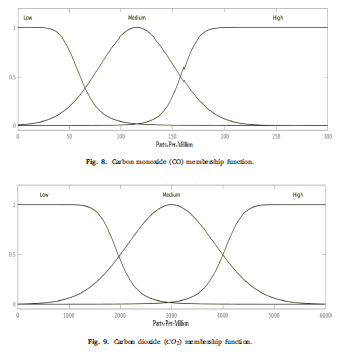 Low Medium High
1
0.5
0
0 50 100 150 200 250 300
Parts-Per-Million
Fig. 8. Carbon monoxide (CO) membership function.
Low Medium High
1
0.5
0
0 1000 2000 3000 4000 5000 6000
Parts-Per-Million
Fig. 9. Carbon dioxide (CO₂) membership function.